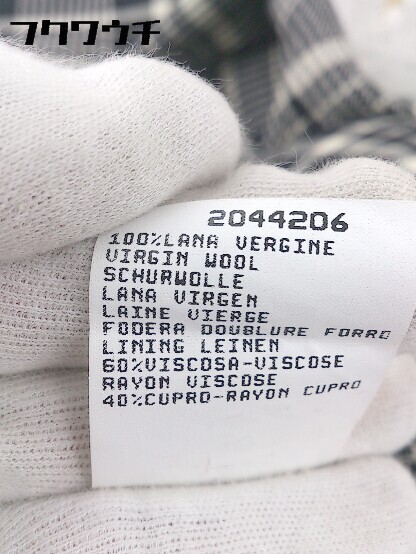 フクウクチ
2044206
100%LANA VERGINE
VIRGIN WOOL
SCHURWOLLE
LANA VIRGEN
LAINE VIERGE
FODERA DOUBLURE FORRO
LINING LEINEN
60%VISCOSA-VISCOSE
RAYON VISCOSE
40%CUPRO-RAYON CUPRO